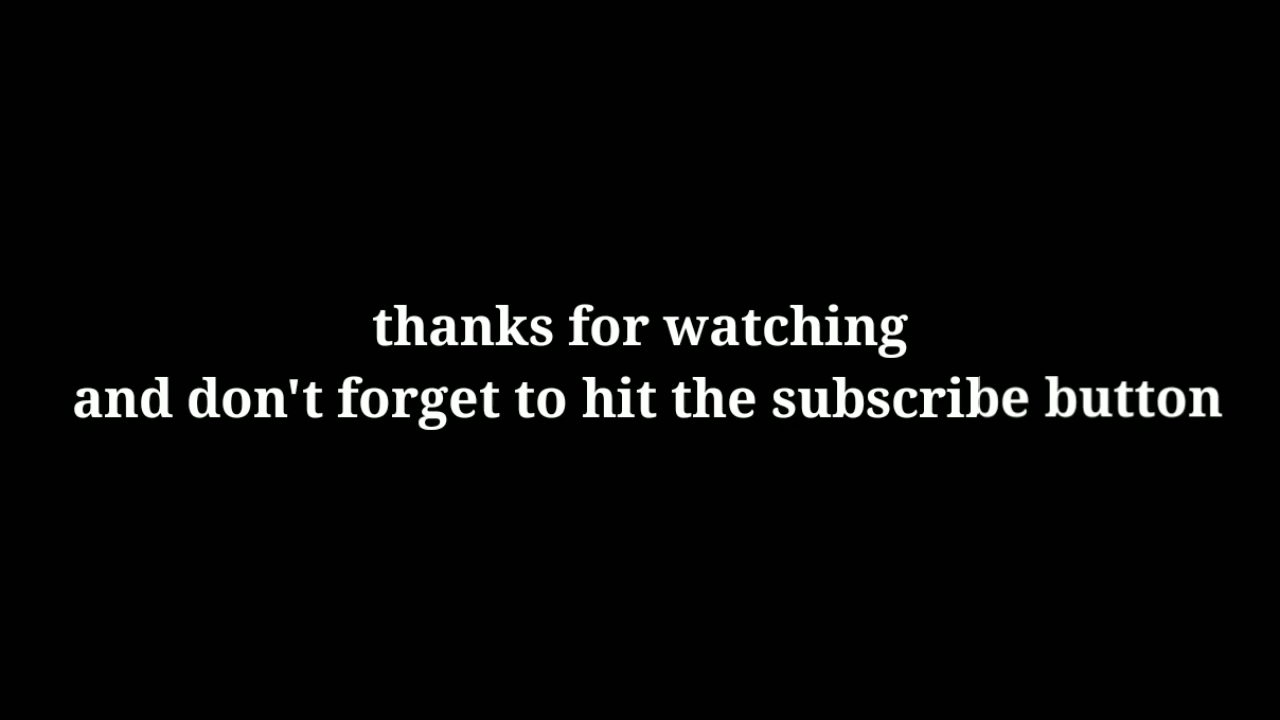 thanks for watching
and don't forget to hit the subscribe button